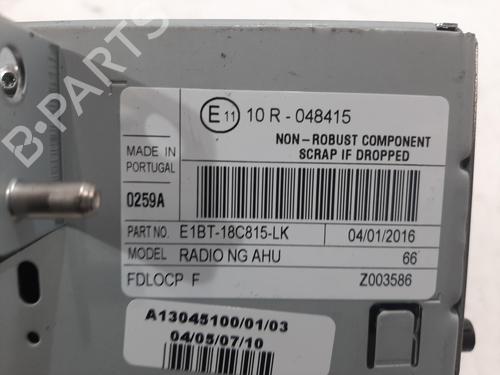 E 11 10 R - 048415
NON - ROBUST COMPONENT
SCRAP IF DROPPED
MADE IN
PORTUGAL
0259A
PART NO. E1BT-18C815-LK 04/01/2016
MODEL RADIO NG AHU 66
FDLOCP F Z003586
A13045100/01/03
04/05/07/10
B-PARTS